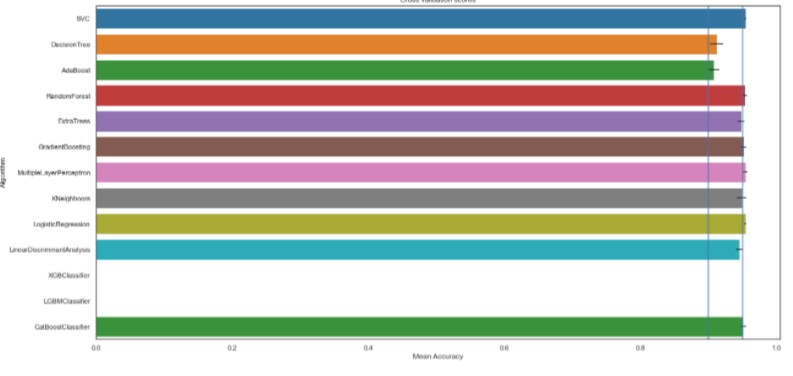 Cross validation scores
SVC
DecisionTree
AdaBoost
RandomForest
ExtraTrees
GradientBoosting
MultipleLayerPerceptron
KNeighboors
LogisticRegression
LinearDiscriminantAnalysis
XGBClassifier
LGBMClassifier
CatBoostClassifier
Algorithm
0.0 0.2 0.4 0.6 0.8 1.0
Mean Accuracy